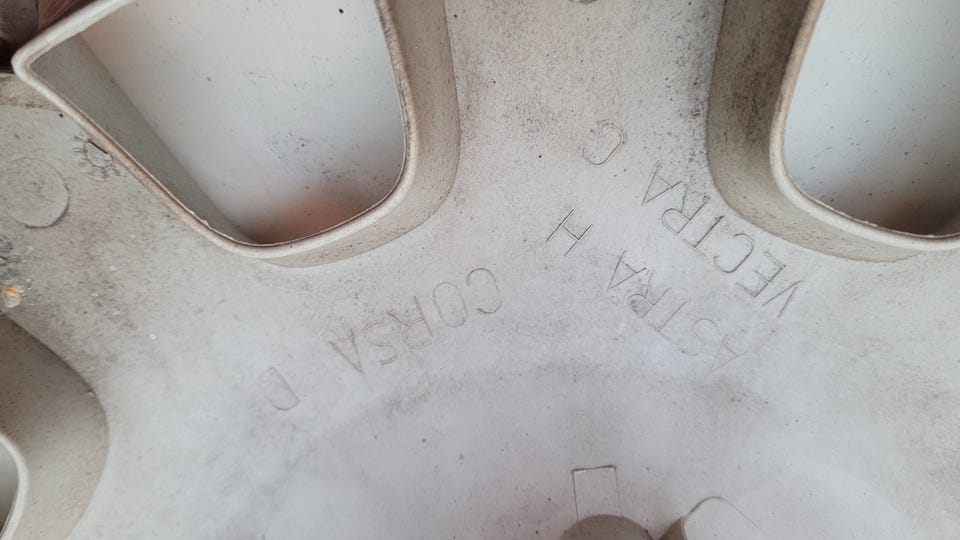 VECTRA C
ASTRA H
CORSA D